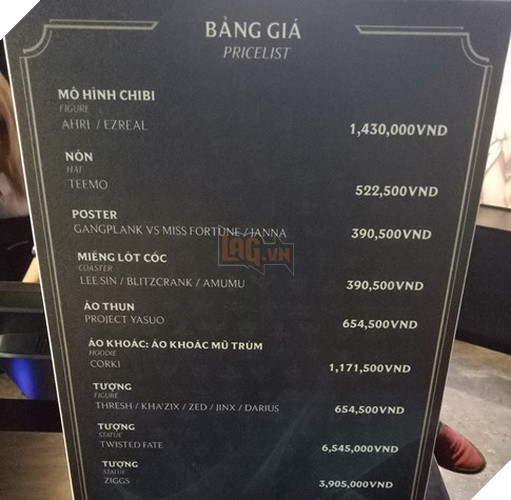 BẢNG GIÁ
PRICELIST
MÔ HÌNH CHIBI
FIGURE
AHRI / EZREAL
1,430,000VND
NÓN
HAT
TEEMO
522,500VND
POSTER
GANGPLANK VS MISS FORTUNE / JANNA
390,500VND
LAG.VN
MIẾNG LÓT CỐC
COASTER
LEE SIN / BLITZCRANK / AMUMU
390,500VND
ÁO THUN
PROJECT YASUO
654,500VND
ÁO KHOÁC: ÁO KHOÁC MŨ TRÙM
HOODIE
CORKI
1,171,500VND
TƯỢNG
FIGURE
THRESH / KHA'ZIX / ZED / JINX / DARIUS
654,500VND
TƯỢNG
STATUE
TWISTED FATE
6,545,000VND
TƯỢNG
STATUE
ZIGGS
3,905,000VND